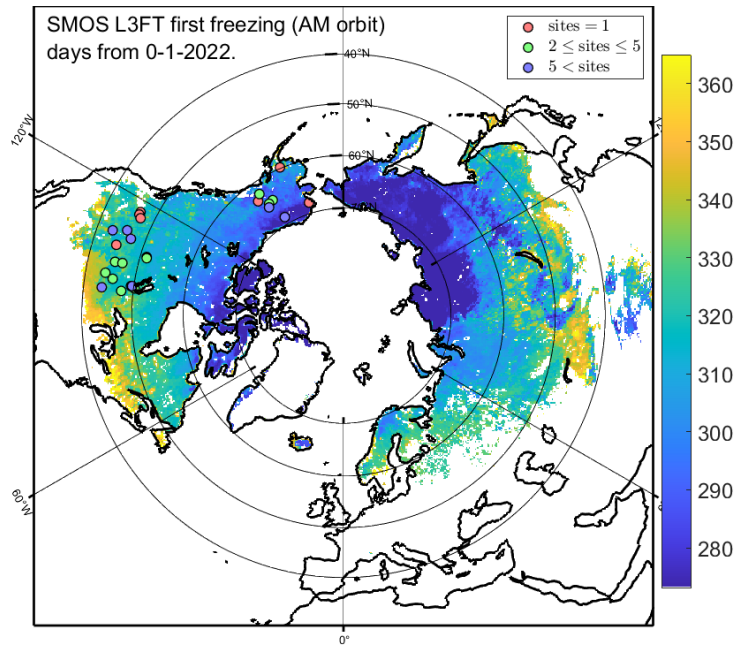 SMOS L3FT first freezing (AM orbit)
days from 0-1-2022.
sites = 1
2 ≤ sites ≤ 5
5 < sites
40°N
50°N
60°N
120°W
60°W
0°
360
350
340
330
320
310
300
290
280